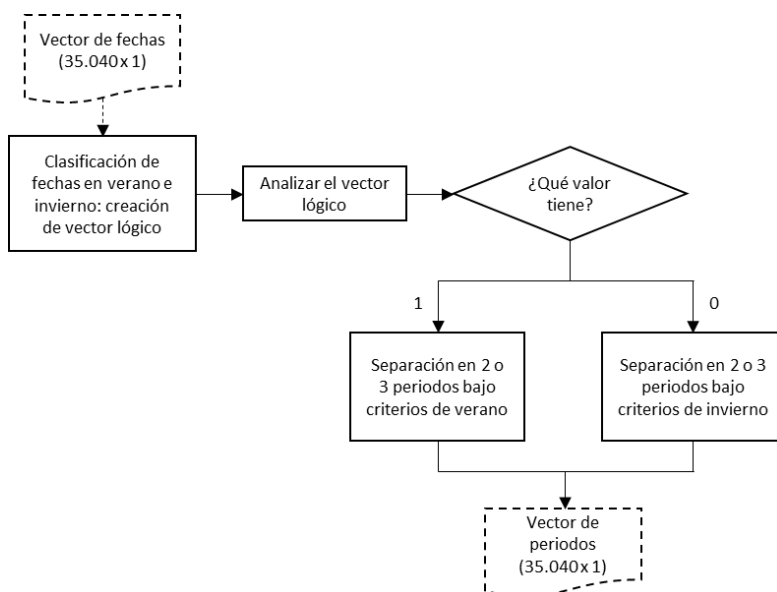 Vector de fechas
(35.040 x 1)
Clasificación de
fechas en verano e
invierno: creación
de vector lógico
Analizar el vector
lógico
¿Qué valor
tiene?
1
0
Separación en 2 o
3 periodos bajo
criterios de verano
Separación en 2 o 3
periodos bajo
criterios de invierno
Vector de
periodos
(35.040 x 1)